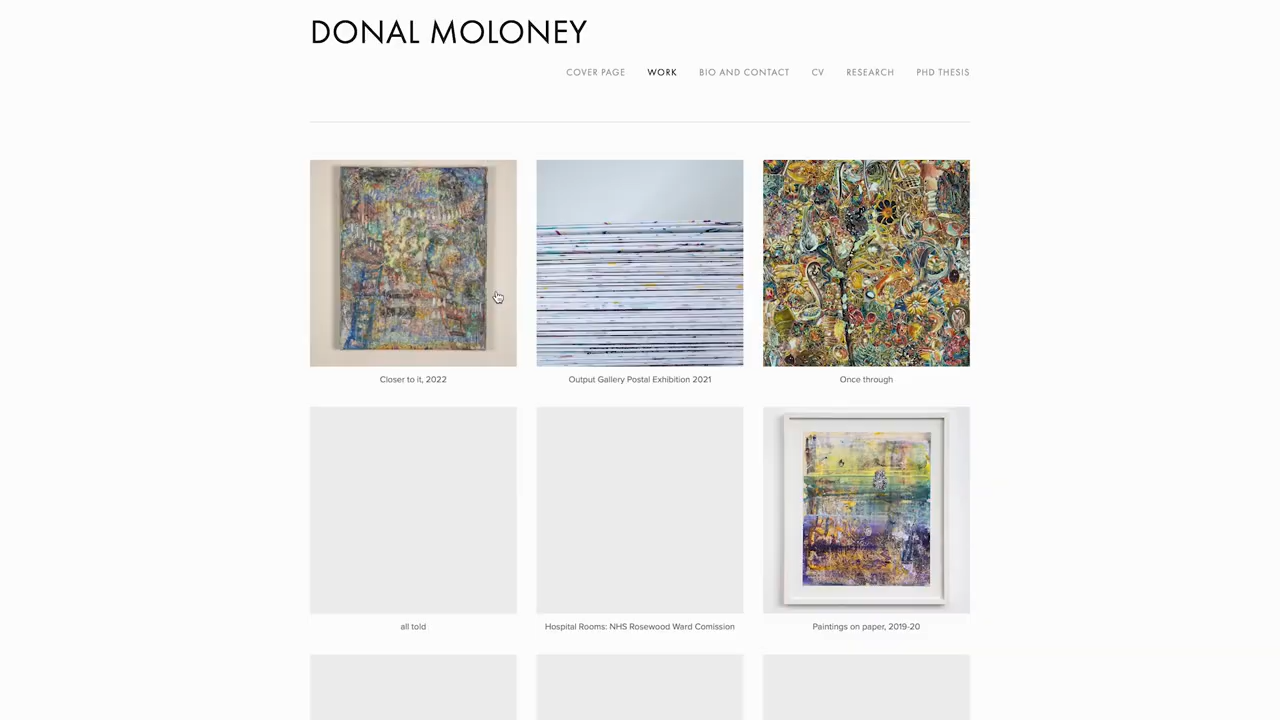 DONAL MOLONEY
COVER PAGE WORK BIO AND CONTACT CV RESEARCH PHD THESIS
Closer to it, 2022
Output Gallery Postal Exhibition 2021
Once through
all told
Hospital Rooms: NHS Rosewood Ward Comission
Paintings on paper, 2019-20